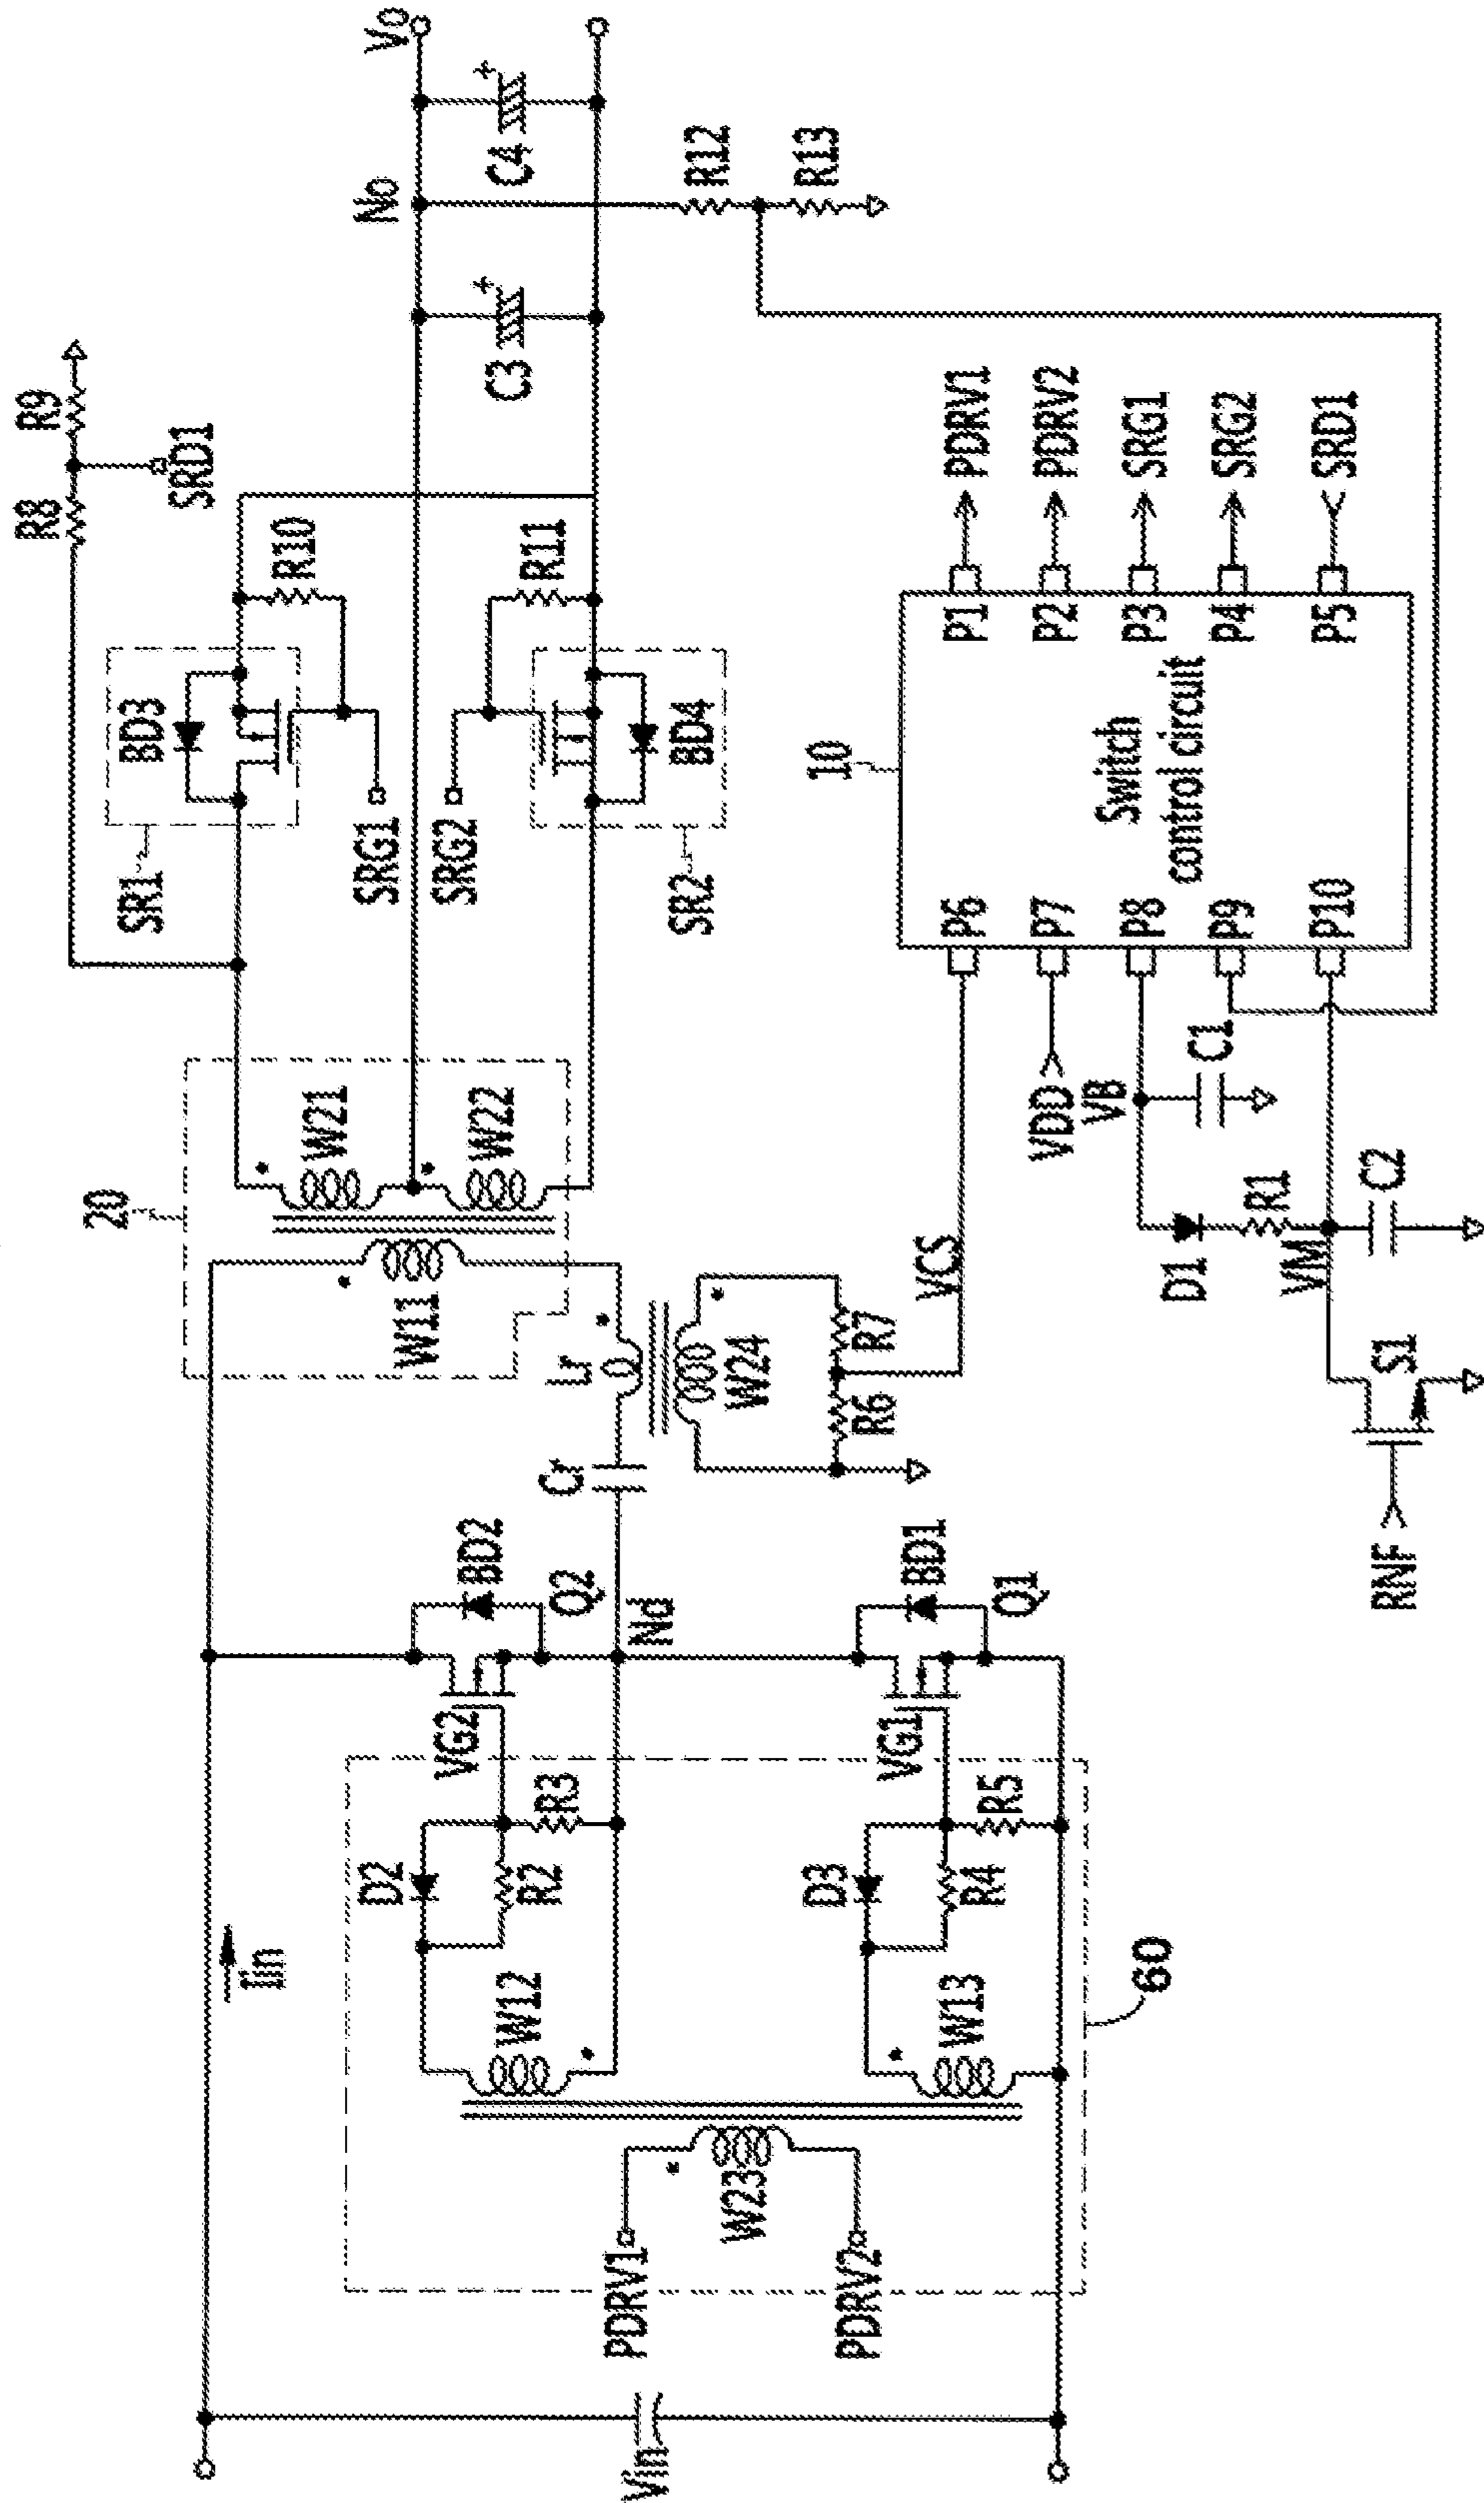 Vo
No
C4
C3
R12
R13
R9
R8
SRD1
R10
R11
BD3
BD4
SR1
SR2
SRG1
SRG2
20
W21
W22
W11
Lr
Cr
W24
R7
R6
VCS
10
Switch
control circuit
P1
P2
P3
P4
P5
P6
P7
P8
P9
P10
PDRV1
PDRV2
SRG1
SRG2
SRD1
VDD
VB
C1
D1
R1
VM
C2
S1
RNF
BD2
Q2
Nd
BD1
Q1
VG2
VG1
R3
R5
D2
R2
D3
R4
Iin
W12
W13
60
W23
PDRV1
PDRV2
Vin